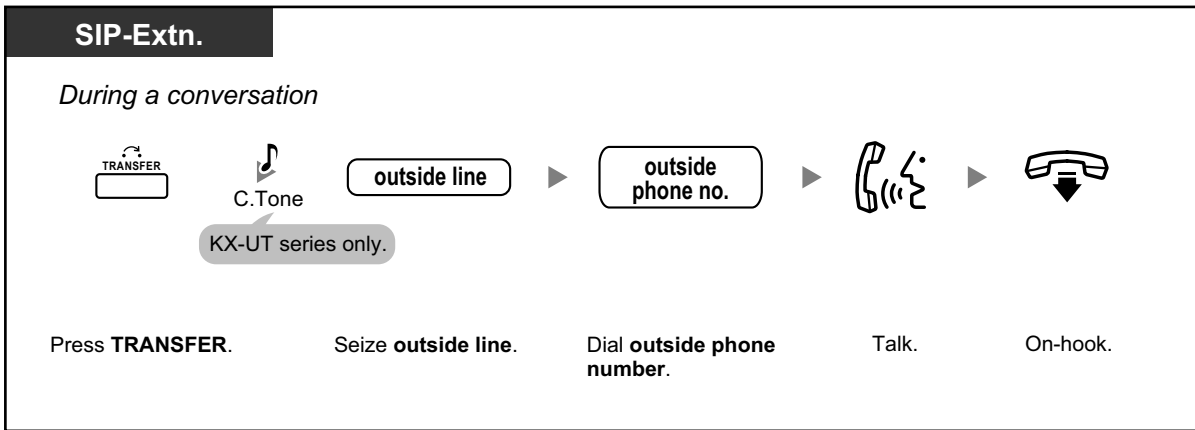 SIP-Extn.
During a conversation
TRANSFER
C.Tone
KX-UT series only.
outside line
outside
phone no.
Press TRANSFER.
Seize outside line.
Dial outside phone
number.
Talk.
On-hook.